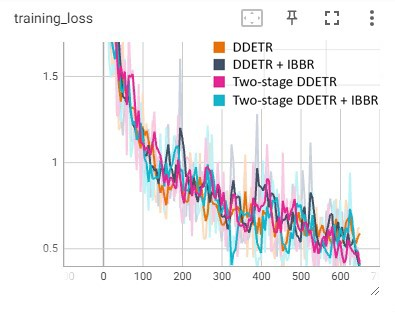 training_loss
DDETR
DDETR + IBBR
Two-stage DDETR
Two-stage DDETR + IBBR
1.5
1
0.5
0 100 200 300 400 500 600 7